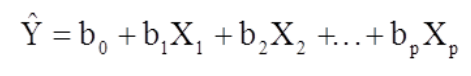 Ŷ = b₀ + b₁X₁ + b₂X₂ +...+ bₚXₚ